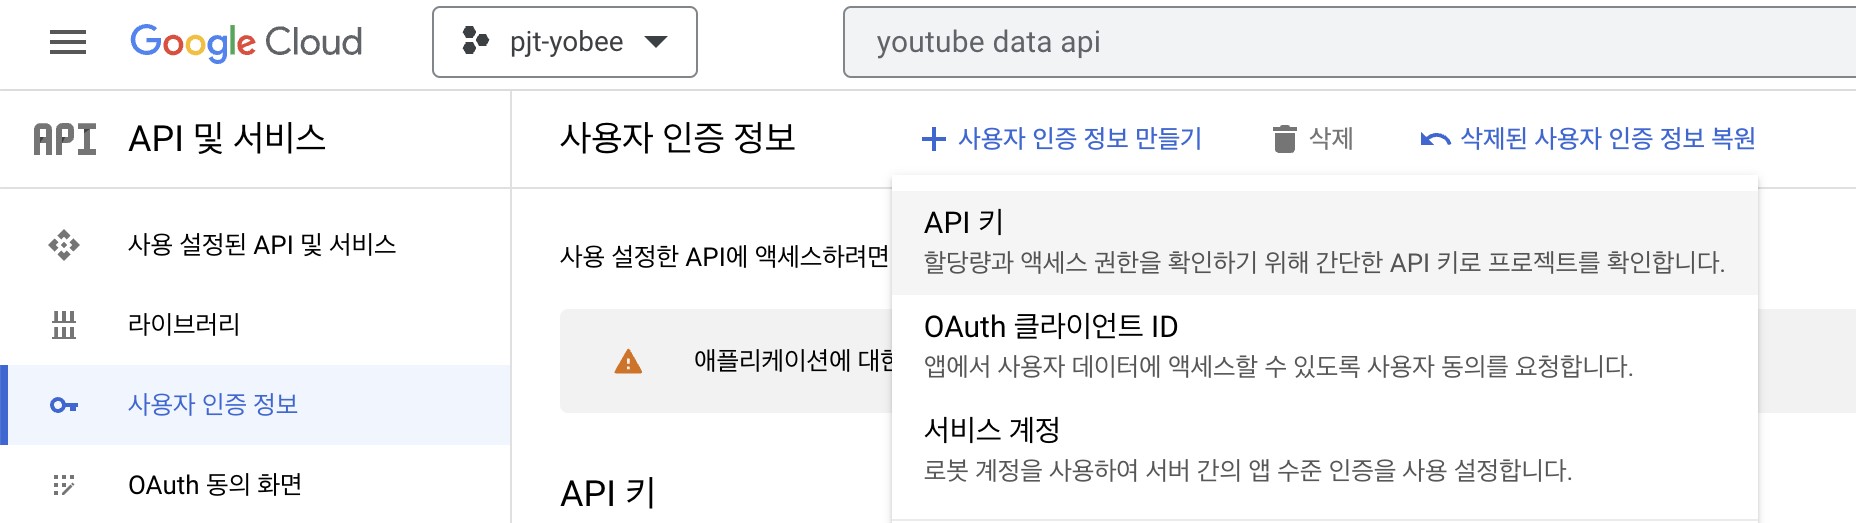 Google Cloud
pjt-yobee
youtube data api
API
API 및 서비스
사용 설정된 API 및 서비스
라이브러리
사용자 인증 정보
OAuth 동의 화면
사용자 인증 정보
사용자 인증 정보 만들기
삭제
삭제된 사용자 인증 정보 복원
사용 설정한 API에 액세스하려면
애플리케이션에 대한
API 키
API 키
할당량과 액세스 권한을 확인하기 위해 간단한 API 키로 프로젝트를 확인합니다.
OAuth 클라이언트 ID
앱에서 사용자 데이터에 액세스할 수 있도록 사용자 동의를 요청합니다.
서비스 계정
로봇 계정을 사용하여 서버 간의 앱 수준 인증을 사용 설정합니다.